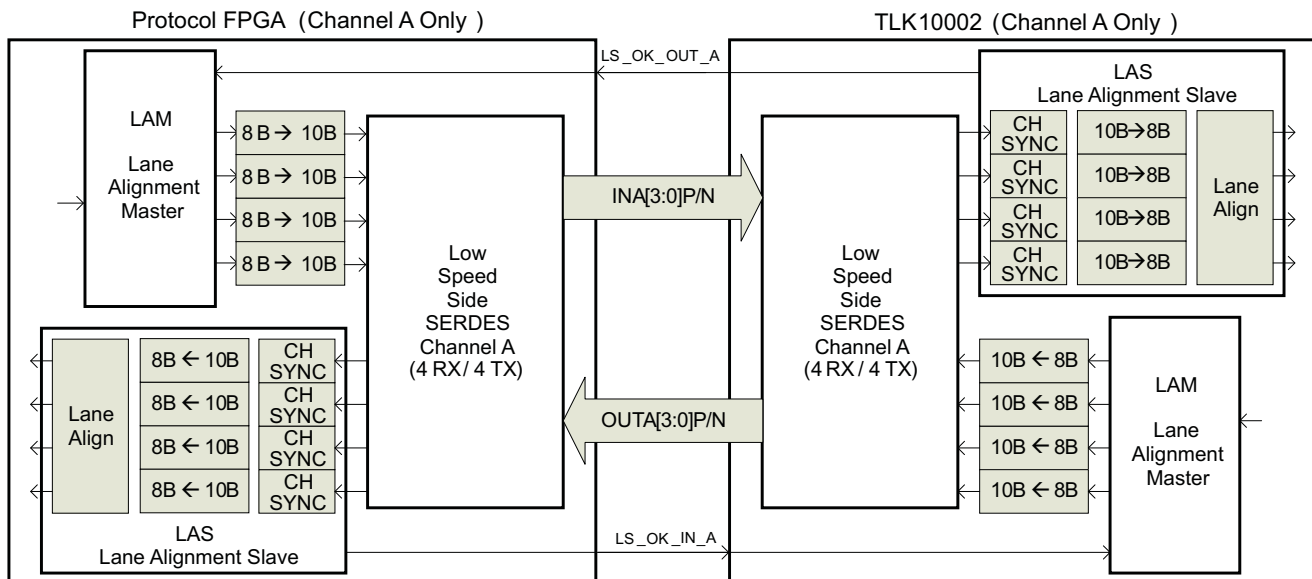 Protocol FPGA (Channel A Only )
TLK10002 (Channel A Only )
LS_OK_OUT_A
LAM
Lane
Alignment
Master
8 B → 10B
8 B → 10B
8 B → 10B
8 B → 10B
Low
Speed
Side
SERDES
Channel A
(4 RX / 4 TX)
INA[3:0]P/N
Low
Speed
Side
SERDES
Channel A
(4 RX / 4 TX)
LAS
Lane Alignment Slave
CH
SYNC
CH
SYNC
CH
SYNC
CH
SYNC
10B→8B
10B→8B
10B→8B
10B→8B
Lane
Align
Lane
Align
8B ← 10B
8B ← 10B
8B ← 10B
8B ← 10B
CH
SYNC
CH
SYNC
CH
SYNC
CH
SYNC
LAS
Lane Alignment Slave
OUTA[3:0]P/N
10B ← 8B
10B ← 8B
10B ← 8B
10B ← 8B
LAM
Lane
Alignment
Master
LS_OK_IN_A